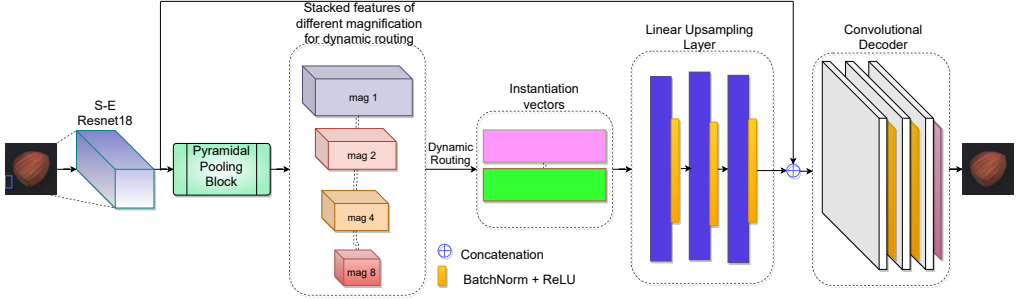 Stacked features of
different magnification
for dynamic routing
S-E
Resnet18
Pyramidal
Pooling
Block
mag 1
mag 2
mag 4
mag 8
Dynamic
Routing
Instantiation
vectors
Linear Upsampling
Layer
Convolutional
Decoder
Concatenation
BatchNorm + ReLU